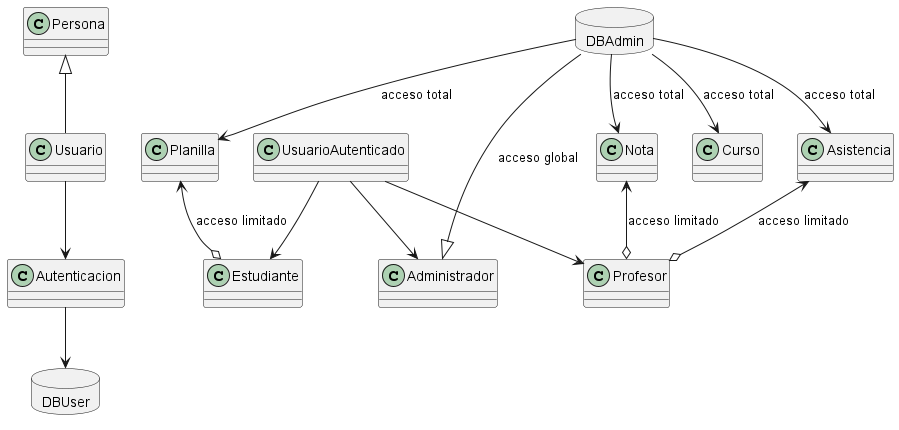 C Persona
DBAdmin
acceso total
acceso total
acceso total
acceso total
C Usuario
C Planilla
C UsuarioAutenticado
acceso global
C Nota
C Curso
C Asistencia
acceso limitado
acceso limitado
acceso limitado
C Autenticacion
C Estudiante
C Administrador
C Profesor
DBUser